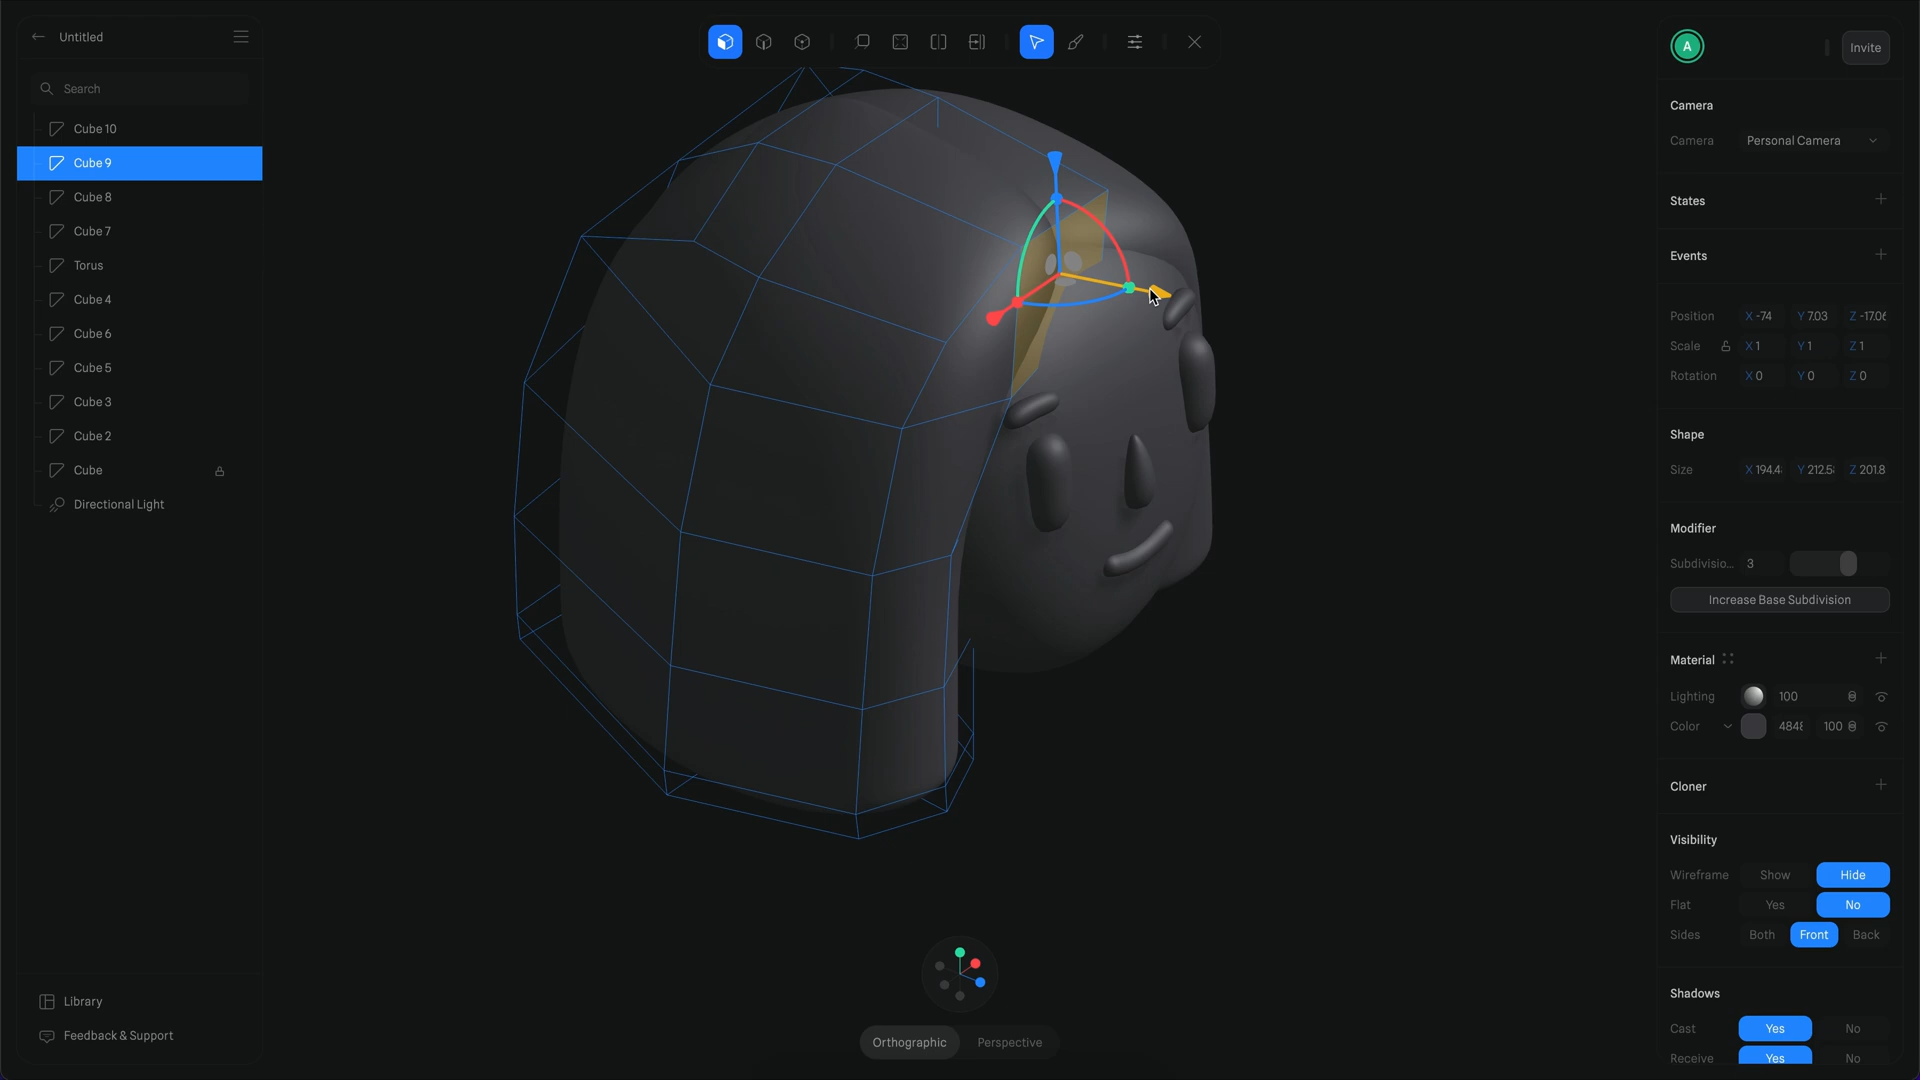 Untitled
Search
Cube 10
Cube 9
Cube 8
Cube 7
Torus
Cube 4
Cube 6
Cube 5
Cube 3
Cube 2
Cube
Directional Light
Library
Feedback & Support
Orthographic
Perspective
A
Invite
Camera
Camera Personal Camera
States
Events
Position X -74 Y 7.03 Z -17.06
Scale X 1 Y 1 Z 1
Rotation X 0 Y 0 Z 0
Shape
Size X 194.4 Y 212.5 Z 201.8
Modifier
Subdivisio... 3
Increase Base Subdivision
Material
Lighting 100
Color 484 100
Cloner
Visibility
Wireframe Show Hide
Flat Yes No
Sides Both Front Back
Shadows
Cast Yes No
Receive Yes No